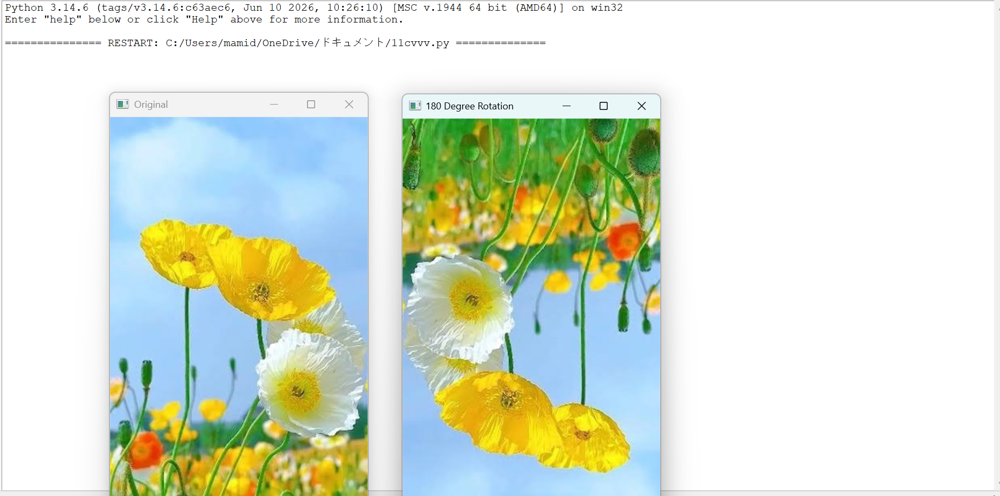 Python 3.14.6 (tags/v3.14.6:c63aec6, Jun 10 2026, 10:26:10) [MSC v.1944 64 bit (AMD64)] on win32
Enter "help" below or click "Help" above for more information.
=============== RESTART: C:/Users/mamid/OneDrive/ドキュメント/11cvvv.py ==============
Original
180 Degree Rotation